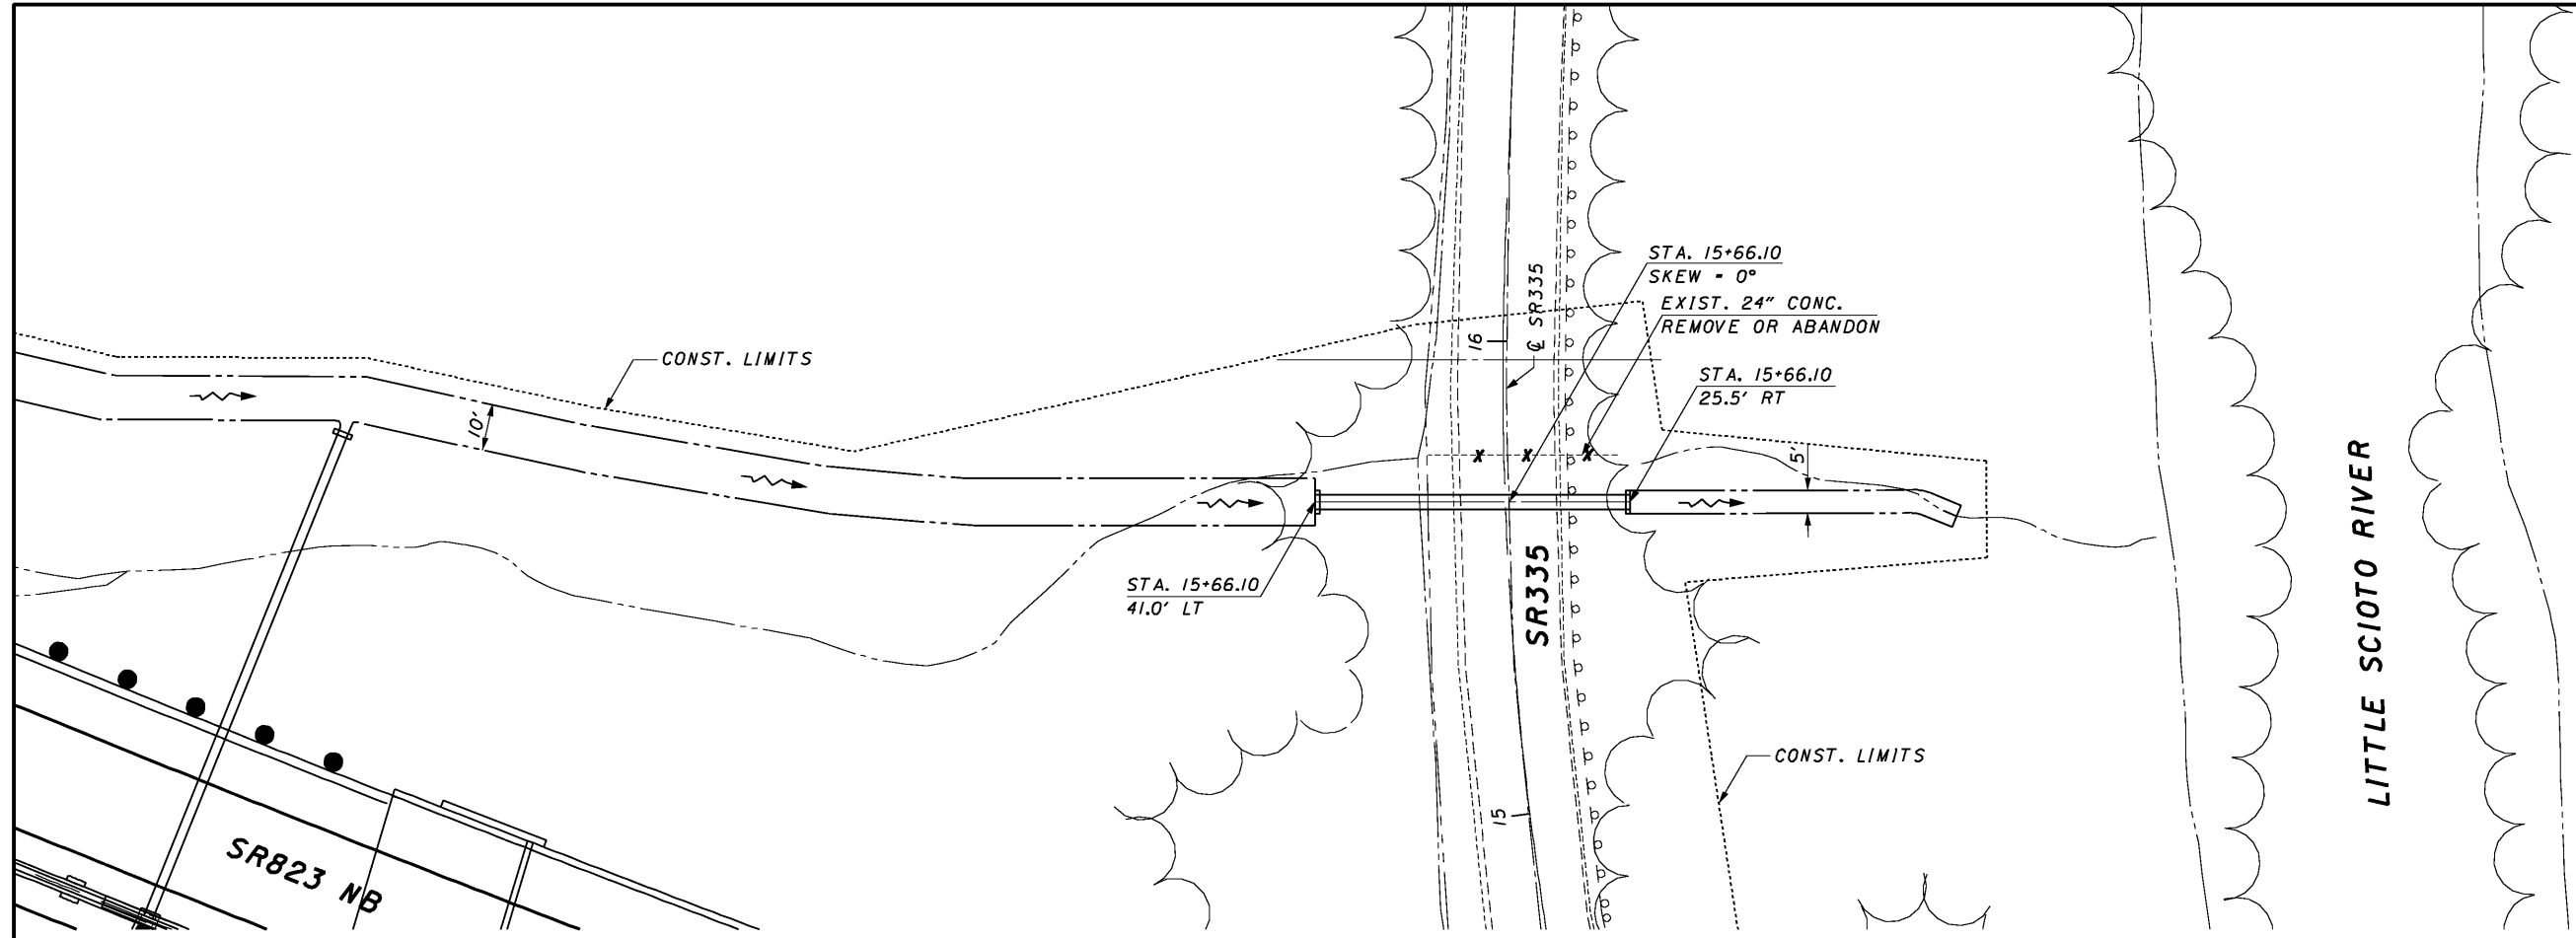 STA. 15+66.10
SKEW = 0°
EXIST. 24" CONC.
REMOVE OR ABANDON
STA. 15+66.10
25.5' RT
CONST. LIMITS
16
℄ SR335
10'
5'
STA. 15+66.10
41.0' LT
SR335
LITTLE SCIOTO RIVER
CONST. LIMITS
15
SR823 NB